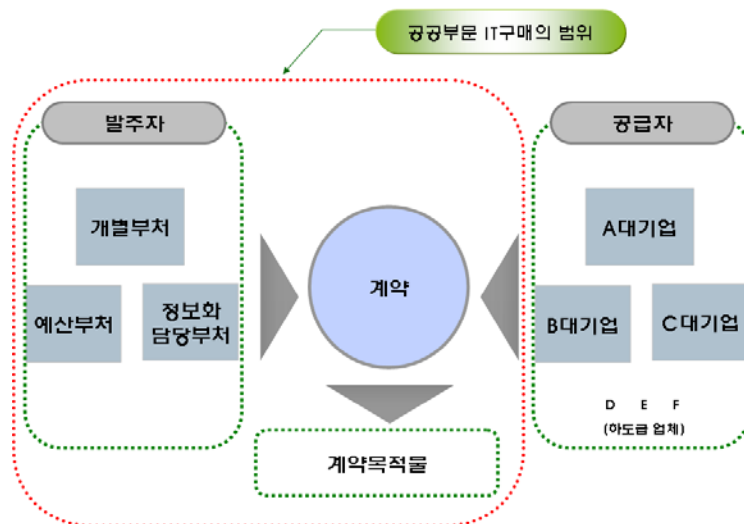 공공부문 IT구매의 범위
발주자
공급자
개별부처
A대기업
계약
예산부처
정보화
담당부처
B대기업
C대기업
D E F
(하도급 업체)
계약목적물